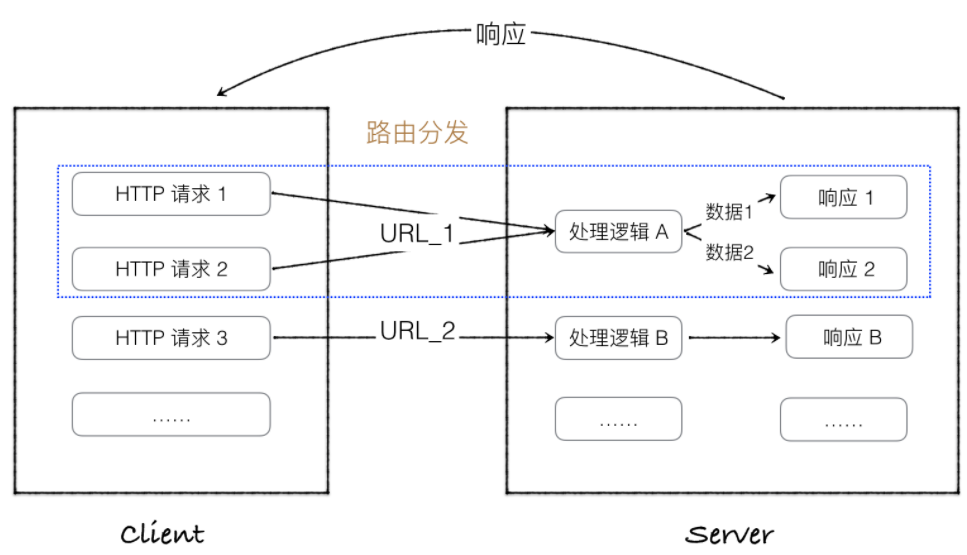 响应
路由分发
HTTP 请求 1
URL_1
HTTP 请求 2
处理逻辑 A
数据1
数据2
响应 1
响应 2
HTTP 请求 3
URL_2
处理逻辑 B
响应 B
......
......
......
Client
Server